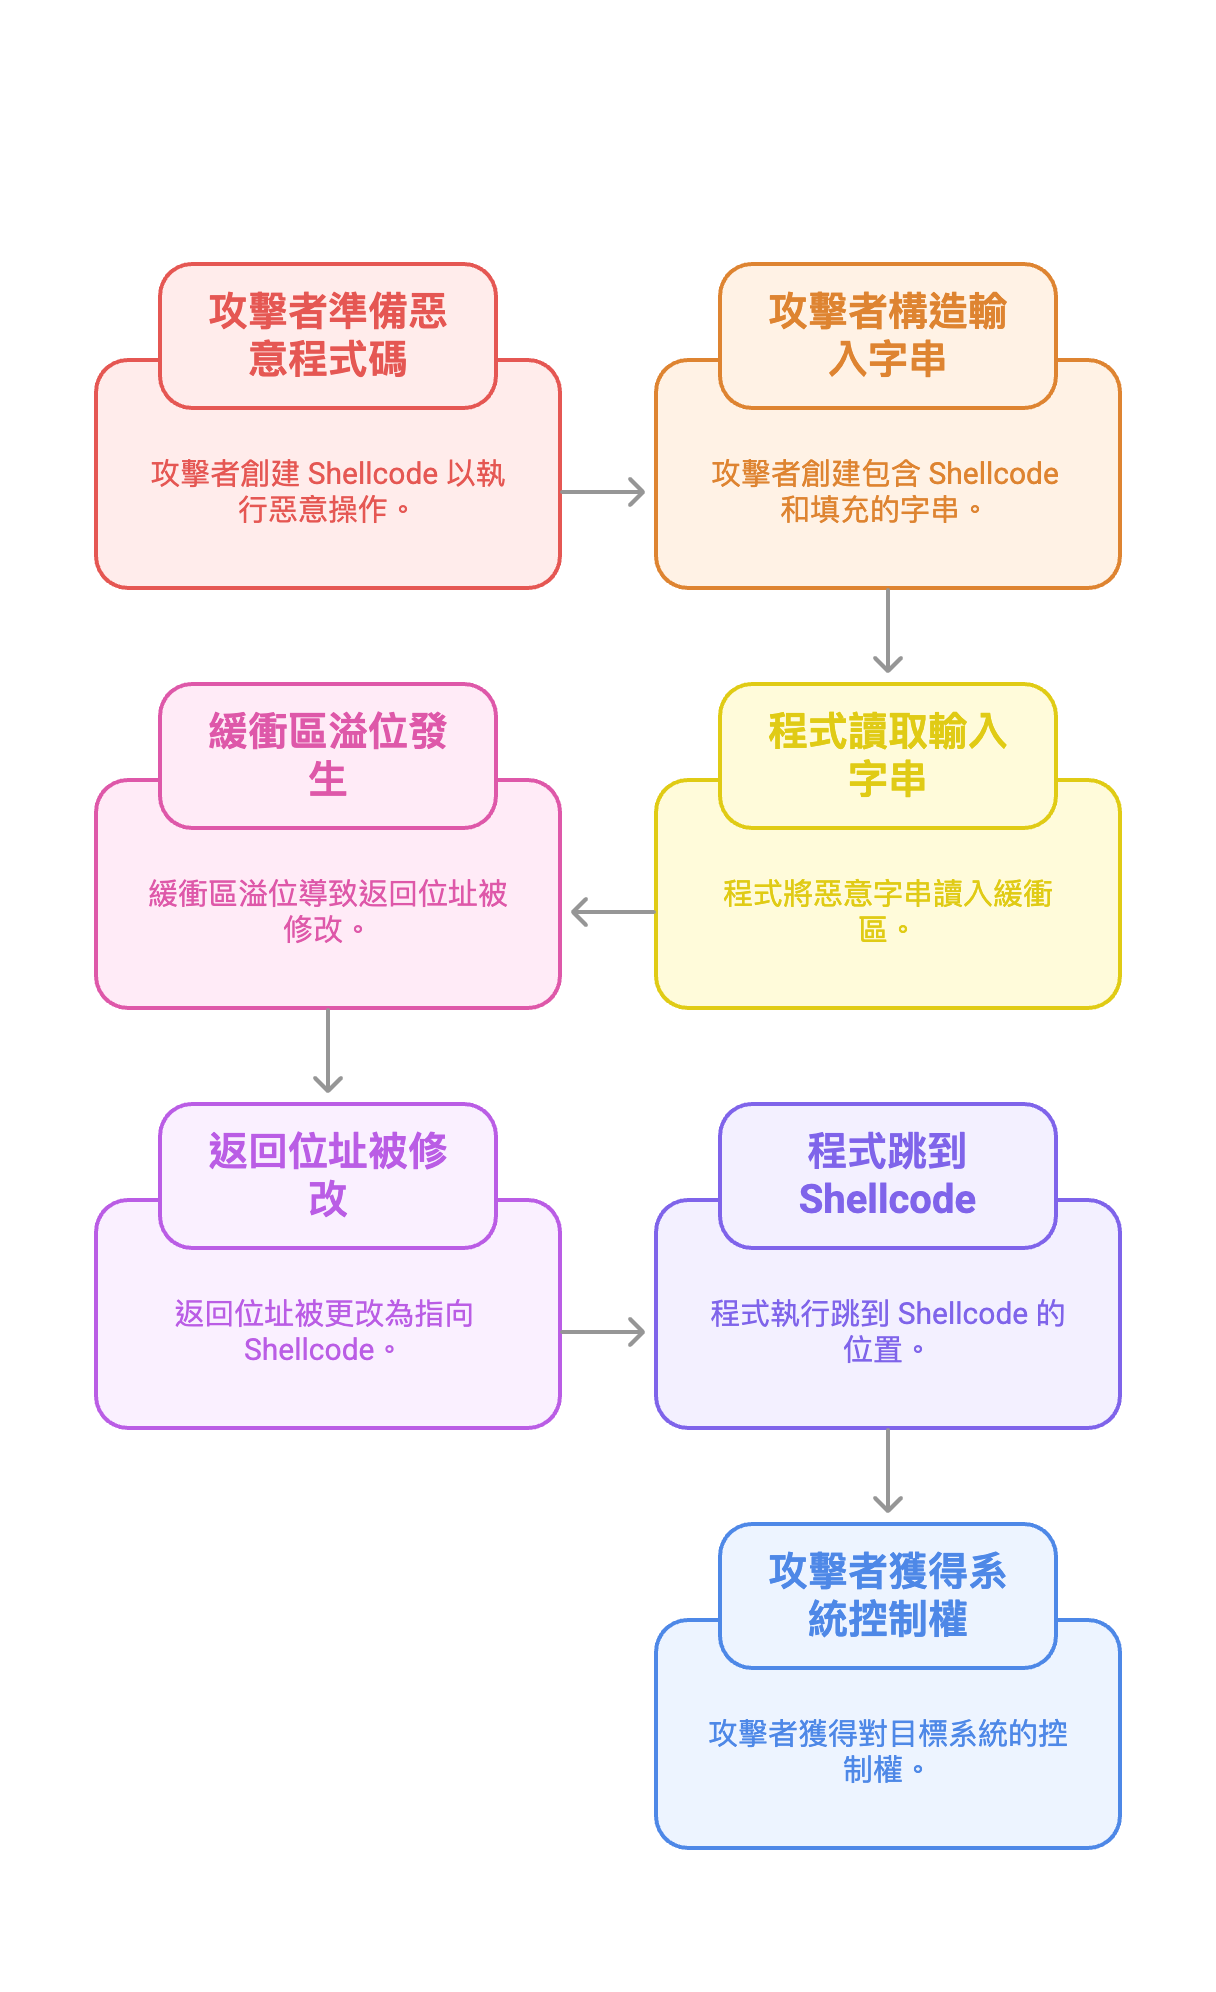 攻擊者準備惡
意程式碼
攻擊者創建 Shellcode 以執
行惡意操作。
攻擊者構造輸
入字串
攻擊者創建包含 Shellcode
和填充的字串。
程式讀取輸入
字串
程式將惡意字串讀入緩衝
區。
緩衝區溢位發
生
緩衝區溢位導致返回位址被
修改。
返回位址被修
改
返回位址被更改為指向
Shellcode。
程式跳到
Shellcode
程式執行跳到 Shellcode 的
位置。
攻擊者獲得系
統控制權
攻擊者獲得對目標系統的控
制權。